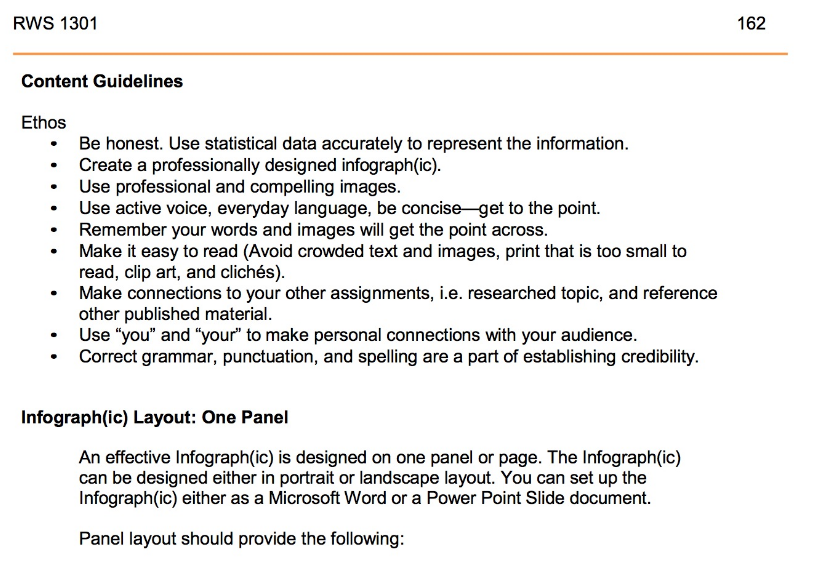 RWS 1301
162
Content Guidelines
Ethos
• Be honest. Use statistical data accurately to represent the information.
• Create a professionally designed infograph(ic).
• Use professional and compelling images.
• Use active voice, everyday language, be concise—get to the point.
• Remember your words and images will get the point across.
• Make it easy to read (Avoid crowded text and images, print that is too small to
read, clip art, and clichés).
• Make connections to your other assignments, i.e. researched topic, and reference
other published material.
• Use “you” and “your” to make personal connections with your audience.
• Correct grammar, punctuation, and spelling are a part of establishing credibility.
Infograph(ic) Layout: One Panel
An effective Infograph(ic) is designed on one panel or page. The Infograph(ic)
can be designed either in portrait or landscape layout. You can set up the
Infograph(ic) either as a Microsoft Word or a Power Point Slide document.
Panel layout should provide the following: